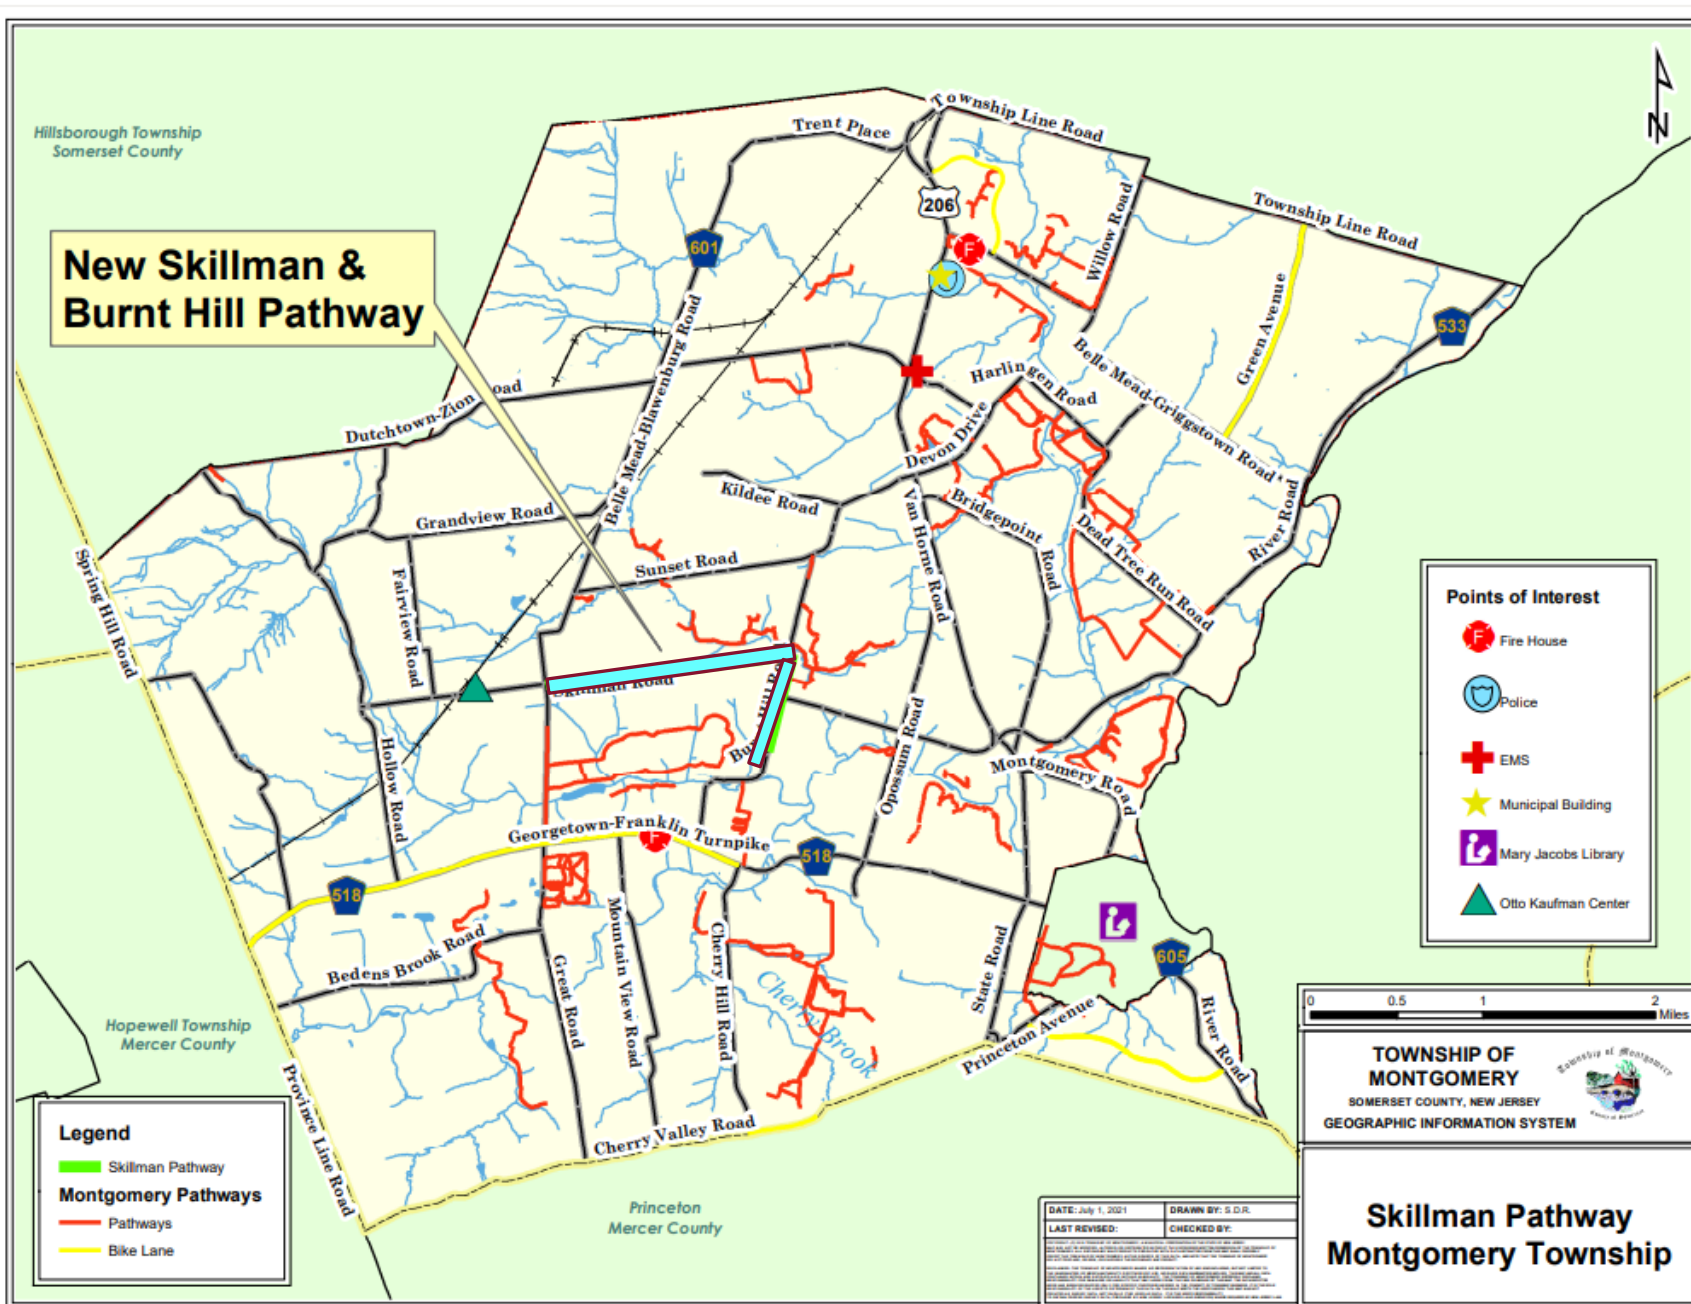 Hillsborough Township
Somerset County
New Skillman &
Burnt Hill Pathway
Trent Place
Township Line Road
Township Line Road
N
206
601
F
533
Willow Road
Green Avenue
Belle Mead-Blawenburg Road
Dutchtown-Zion Road
Harlingen Road
Belle Mead-Griggstown Road
Devon Drive
Grandview Road
Kildee Road
Van Horne Road
Bridgepoint Road
Dead Tree Run Road
River Road
Spring Hill Road
Fairview Road
Sunset Road
Skillman Road
Hollow Road
Opossum Road
Montgomery Road
Georgetown-Franklin Turnpike
F
518
518
Bedens Brook Road
Great Road
Mountain View Road
Cherry Hill Road
Cherry Brook
State Road
605
River Road
Princeton Avenue
Cherry Valley Road
Province Line Road
Hopewell Township
Mercer County
Princeton
Mercer County
Points of Interest
F Fire House
Police
EMS
Municipal Building
Mary Jacobs Library
Otto Kaufman Center
0 0.5 1 2
Miles
TOWNSHIP OF
MONTGOMERY
SOMERSET COUNTY, NEW JERSEY
GEOGRAPHIC INFORMATION SYSTEM
Township of Montgomery
Skillman Pathway
Montgomery Township
Legend
Skillman Pathway
Montgomery Pathways
Pathways
Bike Lane
DATE: July 1, 2021 DRAWN BY: S.D.R.
LAST REVISED: CHECKED BY: